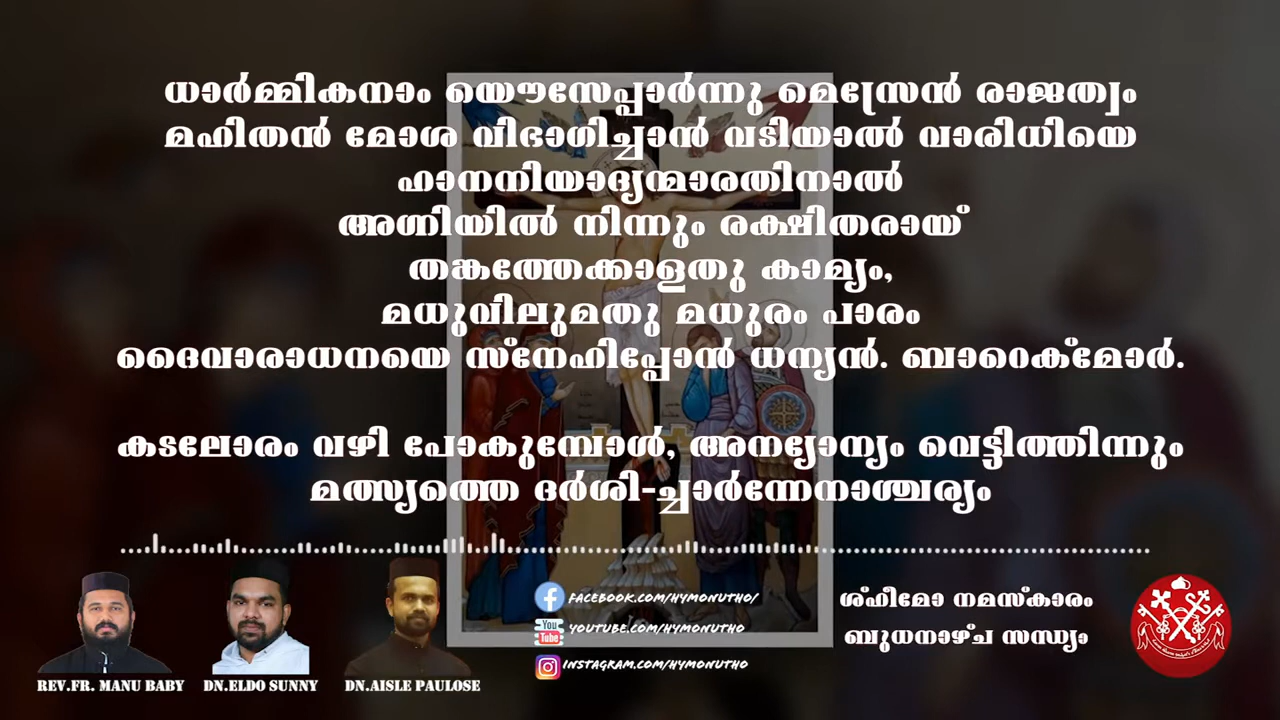 ധാർമ്മികനാം യൌസേപ്പാർന്നു മെസ്രേൻ രാജത്വം
മഹിതൻ മോശ വിഭാഗിച്ചാൻ വടിയാൽ വാരിധിയെ
ഹാനനിയാദ്യന്മാരതിനാൽ
അഗ്നിയിൽ നിന്നും രക്ഷിതരായ്
തങ്കത്തേക്കാളതു കാമ്യം,
മധുവിലുമതു മധുരം പാരം
ദൈവാരാധനയെ സ്നേഹിപ്പോൻ ധന്യൻ. ബാറെക്മോർ.
കടലോരം വഴി പോകുമ്പോൾ, അന്യോന്യം വെട്ടിത്തിന്നും
മത്സ്യത്തെ ദർശി-ച്ചാർന്നേനാശ്ചര്യം
FACEBOOK.COM/HYMONUTHO/
You Tube YOUTUBE.COM/HYMONUTHO
INSTAGRAM.COM/HYMONUTHO
ശ്ഹീമോ നമസ്കാരം
ബുധനാഴ്ച സന്ധ്യാ
REV.FR. MANU BABY DN.ELDO SUNNY DN.AISLE PAULOSE